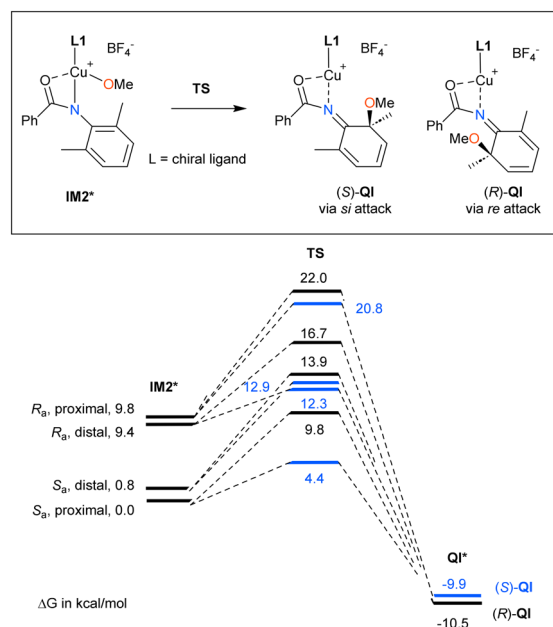 L1
Cu+
BF4-
O
OMe
N
Ph
IM2*
TS
L = chiral ligand
L1
Cu+
BF4-
O
N
OMe
Ph
(S)-QI
via si attack
L1
Cu+
BF4-
O
N
Ph
MeO
(R)-QI
via re attack
TS
22.0
20.8
16.7
13.9
IM2*
12.9
Ra, proximal, 9.8
12.3
Ra, distal, 9.4
9.8
Sa, distal, 0.8
4.4
Sa, proximal, 0.0
QI*
-9.9
(S)-QI
ΔG in kcal/mol
(R)-QI
-10.5